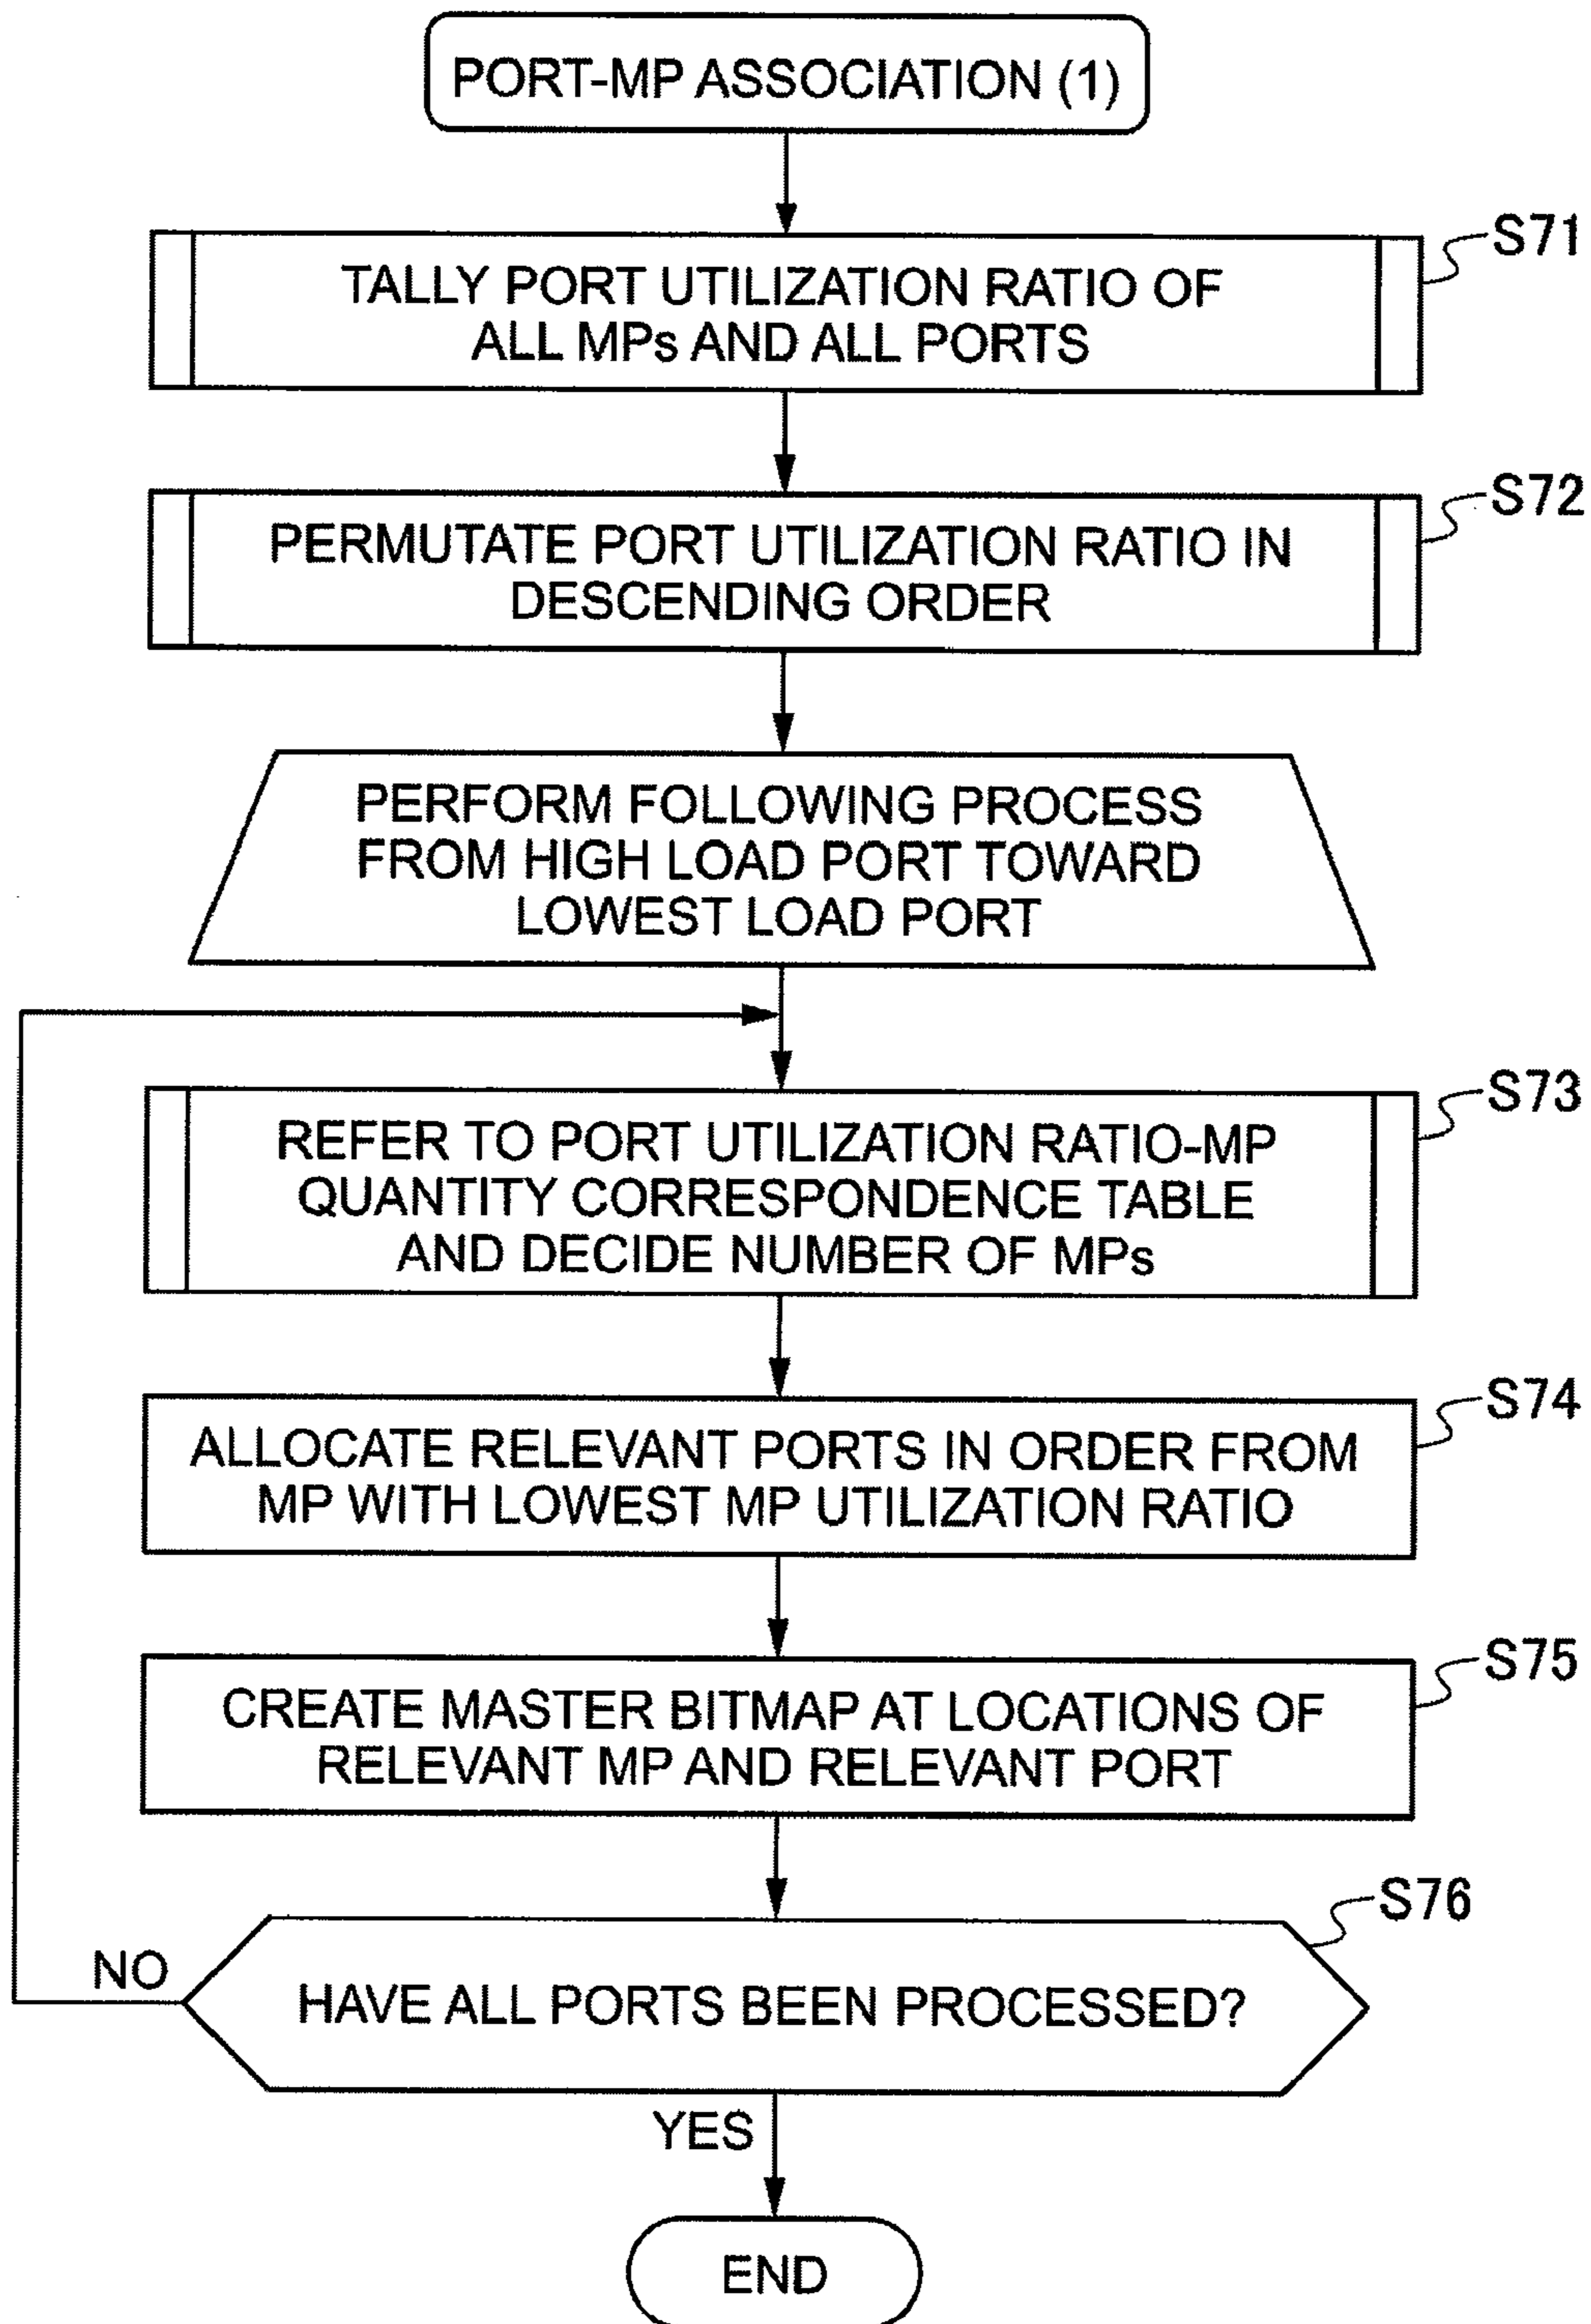 PORT-MP ASSOCIATION (1)
S71
TALLY PORT UTILIZATION RATIO OF
ALL MPs AND ALL PORTS
S72
PERMUTATE PORT UTILIZATION RATIO IN
DESCENDING ORDER
PERFORM FOLLOWING PROCESS
FROM HIGH LOAD PORT TOWARD
LOWEST LOAD PORT
S73
REFER TO PORT UTILIZATION RATIO-MP
QUANTITY CORRESPONDENCE TABLE
AND DECIDE NUMBER OF MPs
S74
ALLOCATE RELEVANT PORTS IN ORDER FROM
MP WITH LOWEST MP UTILIZATION RATIO
S75
CREATE MASTER BITMAP AT LOCATIONS OF
RELEVANT MP AND RELEVANT PORT
S76
NO
HAVE ALL PORTS BEEN PROCESSED?
YES
END